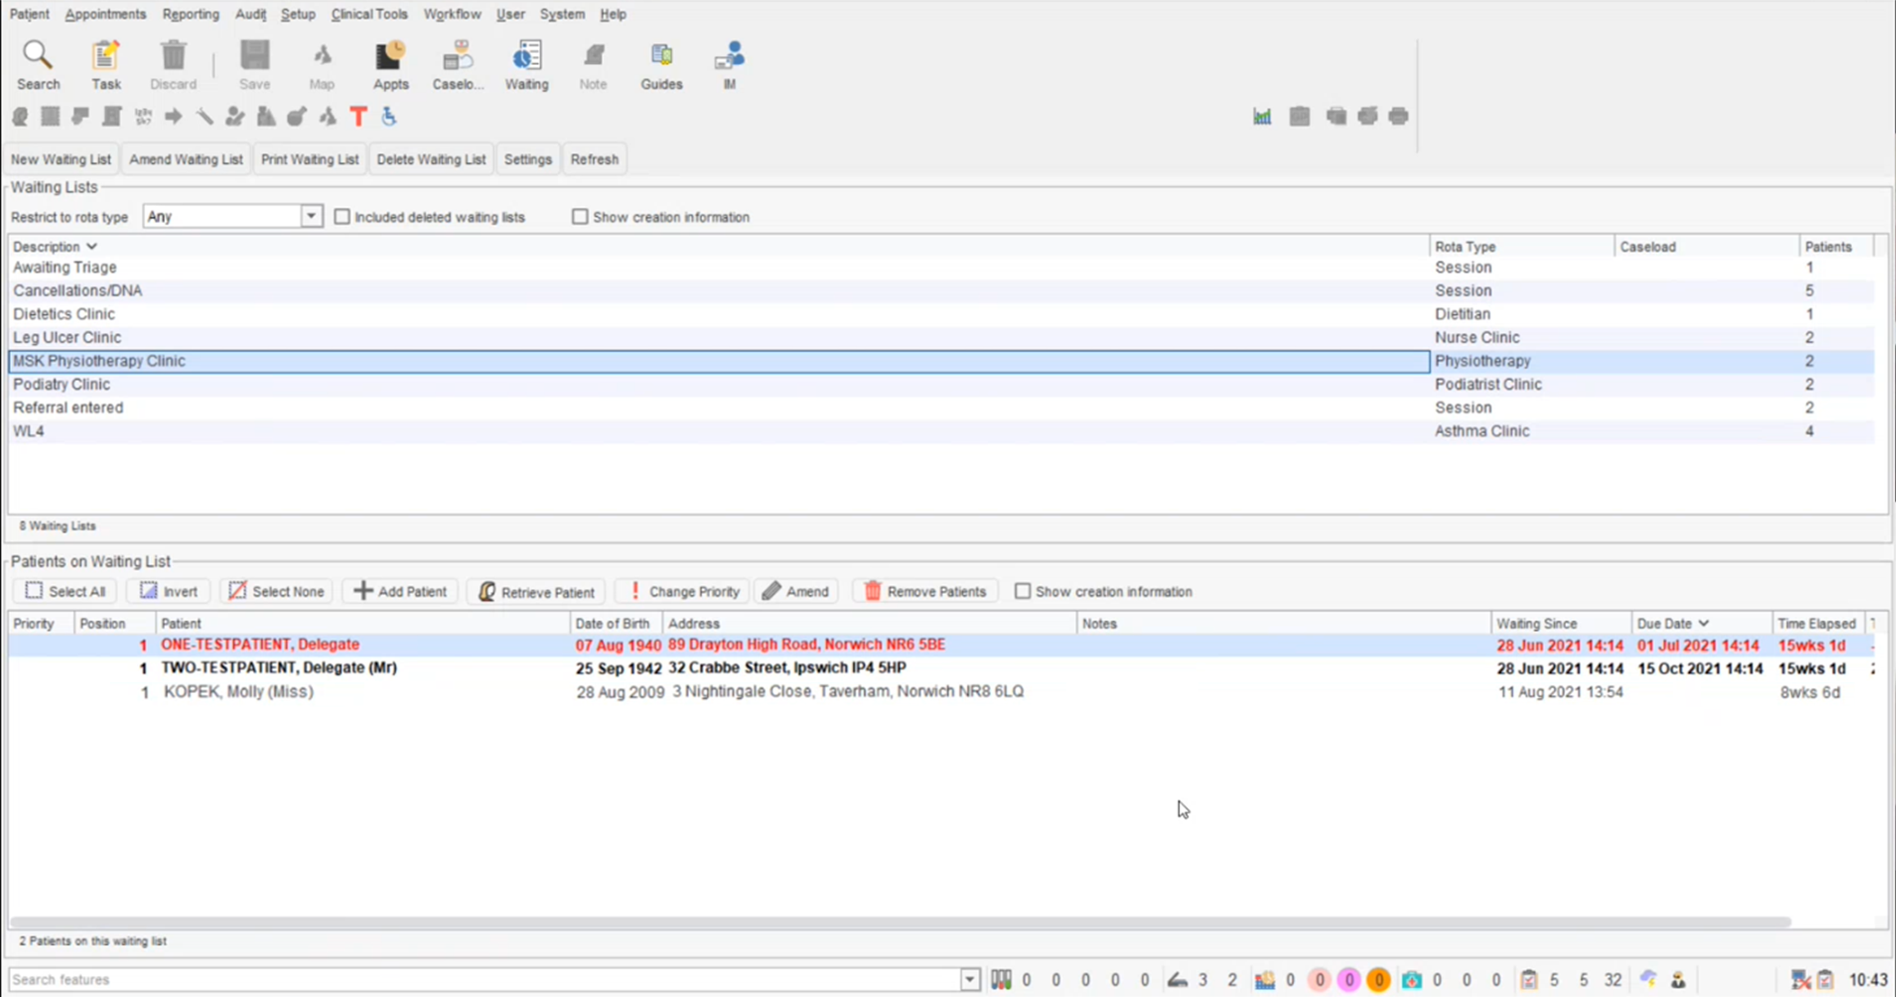 Patient Appointments Reporting Audit Setup Clinical Tools Workflow User System Help
Search Task Discard Save Map Appts Caselo... Waiting Note Guides IM
New Waiting List Amend Waiting List Print Waiting List Delete Waiting List Settings Refresh
Waiting Lists
Restrict to rota type Any Included deleted waiting lists Show creation information
Description Rota Type Caseload Patients
Awaiting Triage Session 1
Cancellations/DNA Session 5
Dietetics Clinic Dietitian 1
Leg Ulcer Clinic Nurse Clinic 2
MSK Physiotherapy Clinic Physiotherapy 2
Podiatry Clinic Podiatrist Clinic 2
Referral entered Session 2
WL4 Asthma Clinic 4
8 Waiting Lists
Patients on Waiting List
Select All Invert Select None Add Patient Retrieve Patient Change Priority Amend Remove Patients Show creation information
Priority Position Patient Date of Birth Address Notes Waiting Since Due Date Time Elapsed
1 ONE-TESTPATIENT, Delegate 07 Aug 1940 89 Drayton High Road, Norwich NR6 5BE 28 Jun 2021 14:14 01 Jul 2021 14:14 15wks 1d
1 TWO-TESTPATIENT, Delegate (Mr) 25 Sep 1942 32 Crabbe Street, Ipswich IP4 5HP 28 Jun 2021 14:14 15 Oct 2021 14:14 15wks 1d
1 KOPEK, Molly (Miss) 28 Aug 2009 3 Nightingale Close, Taverham, Norwich NR8 6LQ 11 Aug 2021 13:54 8wks 6d
2 Patients on this waiting list
Search features 0 0 0 0 0 3 2 0 0 0 0 0 0 0 5 5 32 10:43